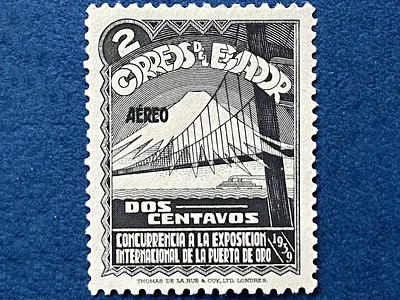 2
CORREOS DEL ECUADOR
AÉREO
DOS
CENTAVOS
CONCURRENCIA A LA EXPOSICION
INTERNACIONAL DE LA PUERTA DE ORO
1939
THOMAS DE LA RUE & COY, LTD. LONDRES.